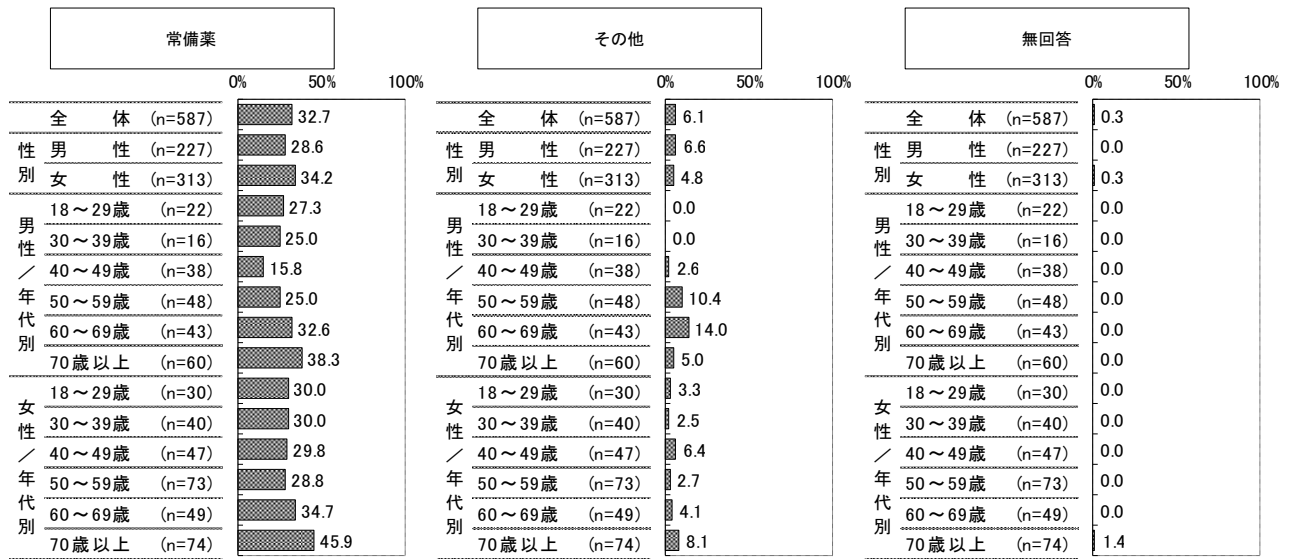 常備薬
0% 50% 100%
全 体 (n=587) 32.7
性別
男 性 (n=227) 28.6
女 性 (n=313) 34.2
男性／年代別
18～29歳 (n=22) 27.3
30～39歳 (n=16) 25.0
40～49歳 (n=38) 15.8
50～59歳 (n=48) 25.0
60～69歳 (n=43) 32.6
70歳以上 (n=60) 38.3
女性／年代別
18～29歳 (n=30) 30.0
30～39歳 (n=40) 30.0
40～49歳 (n=47) 29.8
50～59歳 (n=73) 28.8
60～69歳 (n=49) 34.7
70歳以上 (n=74) 45.9
その他
0% 50% 100%
全 体 (n=587) 6.1
性別
男 性 (n=227) 6.6
女 性 (n=313) 4.8
男性／年代別
18～29歳 (n=22) 0.0
30～39歳 (n=16) 0.0
40～49歳 (n=38) 2.6
50～59歳 (n=48) 10.4
60～69歳 (n=43) 14.0
70歳以上 (n=60) 5.0
女性／年代別
18～29歳 (n=30) 3.3
30～39歳 (n=40) 2.5
40～49歳 (n=47) 6.4
50～59歳 (n=73) 2.7
60～69歳 (n=49) 4.1
70歳以上 (n=74) 8.1
無回答
0% 50% 100%
全 体 (n=587) 0.3
性別
男 性 (n=227) 0.0
女 性 (n=313) 0.3
男性／年代別
18～29歳 (n=22) 0.0
30～39歳 (n=16) 0.0
40～49歳 (n=38) 0.0
50～59歳 (n=48) 0.0
60～69歳 (n=43) 0.0
70歳以上 (n=60) 0.0
女性／年代別
18～29歳 (n=30) 0.0
30～39歳 (n=40) 0.0
40～49歳 (n=47) 0.0
50～59歳 (n=73) 0.0
60～69歳 (n=49) 0.0
70歳以上 (n=74) 1.4